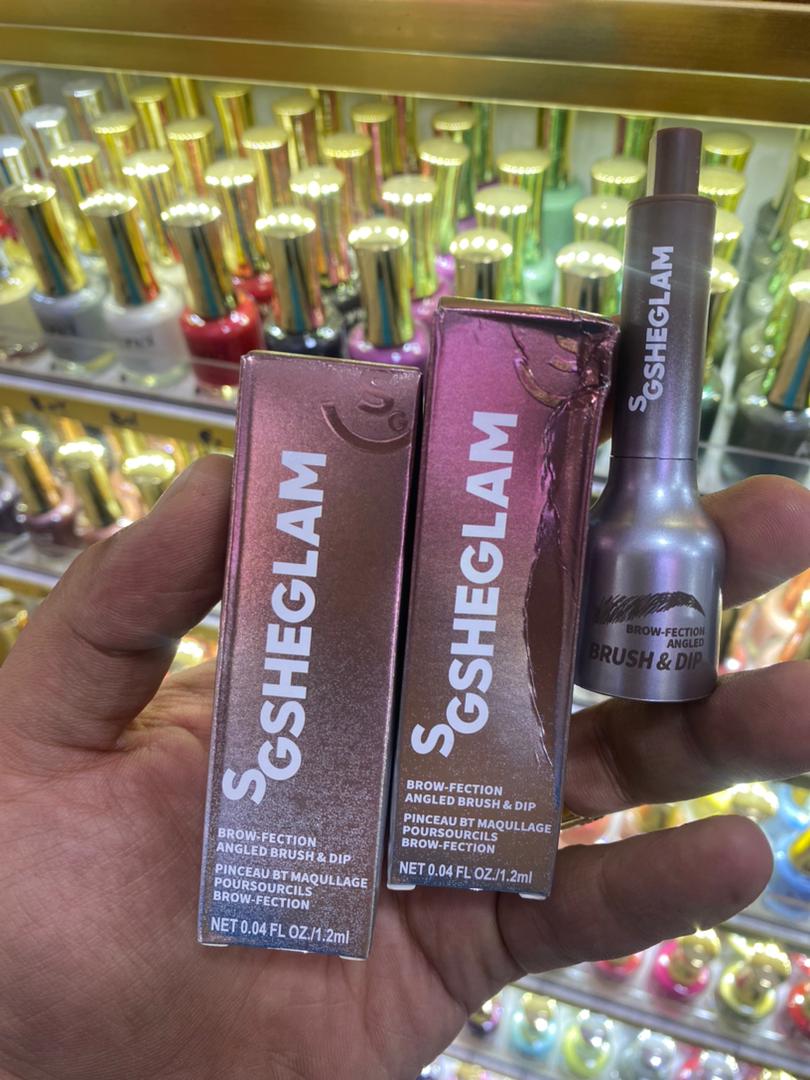 SGSHEGLAM
BROW-FECTION
ANGLED BRUSH & DIP
PINCEAU BT MAQULLAGE
POURSOURCILS
BROW-FECTION
NET 0.04 FL OZ./1.2ml
SGSHEGLAM
BROW-FECTION
ANGLED BRUSH & DIP
PINCEAU BT MAQULLAGE
POURSOURCILS
BROW-FECTION
NET 0.04 FL OZ./1.2ml
SGSHEGLAM
BROW-FECTION
ANGLED
BRUSH & DIP